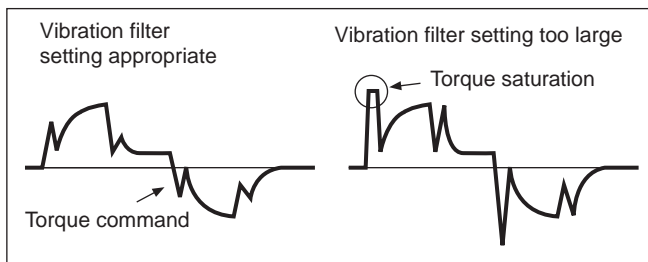 Vibration filter
setting appropriate
Torque command
Vibration filter setting too large
Torque saturation